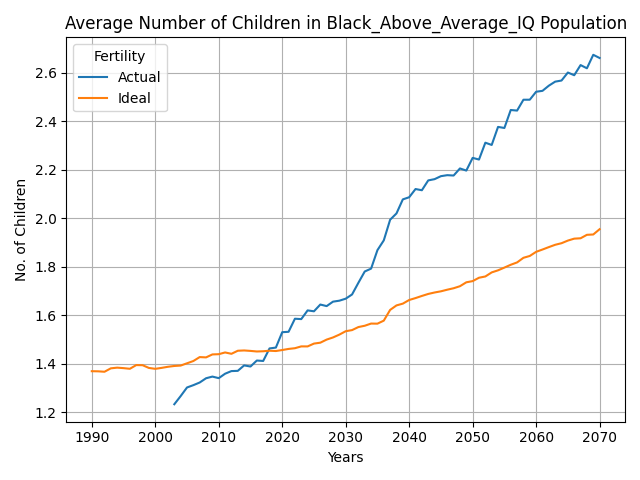 Average Number of Children in Black_Above_Average_IQ Population
Fertility
Actual
Ideal
No. of Children
2.6
2.4
2.2
2.0
1.8
1.6
1.4
1.2
1990 2000 2010 2020 2030 2040 2050 2060 2070
Years